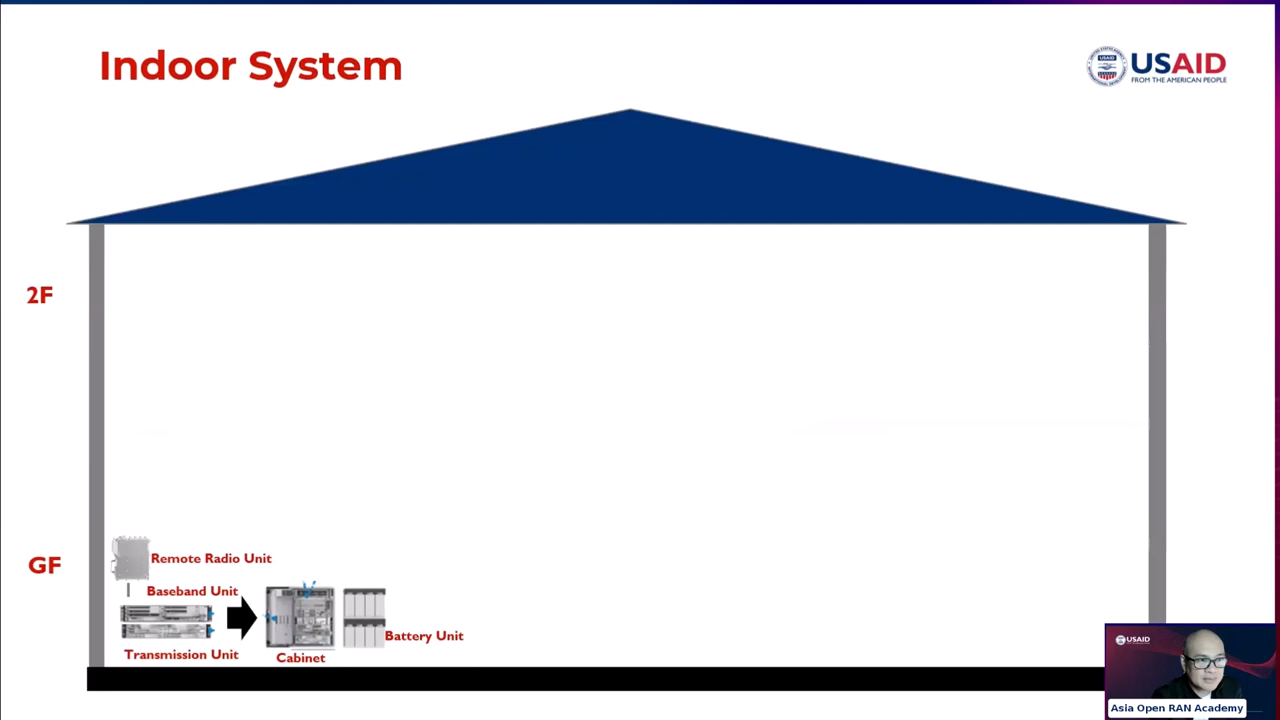 Indoor System
USAID
FROM THE AMERICAN PEOPLE
2F
GF
Remote Radio Unit
Baseband Unit
Transmission Unit
Cabinet
Battery Unit
USAID
Asia Open RAN Academy